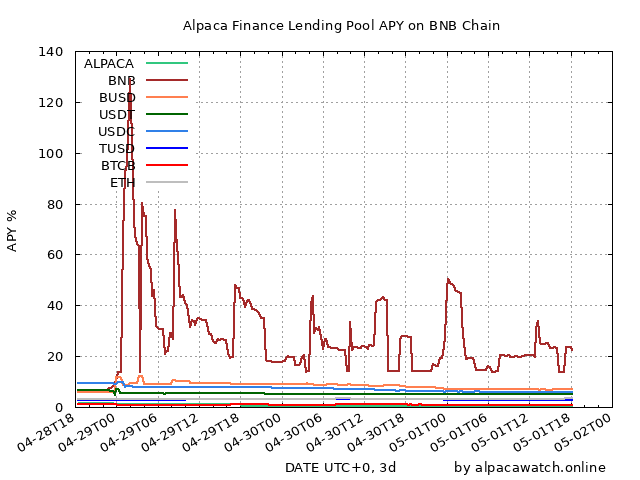 Alpaca Finance Lending Pool APY on BNB Chain
140
120
100
80
60
40
20
0
APY %
ALPACA
BNB
BUSD
USDT
USDC
TUSD
BTCB
ETH
04-28T18
04-29T00
04-29T06
04-29T12
04-29T18
04-30T00
04-30T06
04-30T12
04-30T18
05-01T00
05-01T06
05-01T12
05-01T18
05-02T00
DATE UTC+0, 3d
by alpacawatch.online